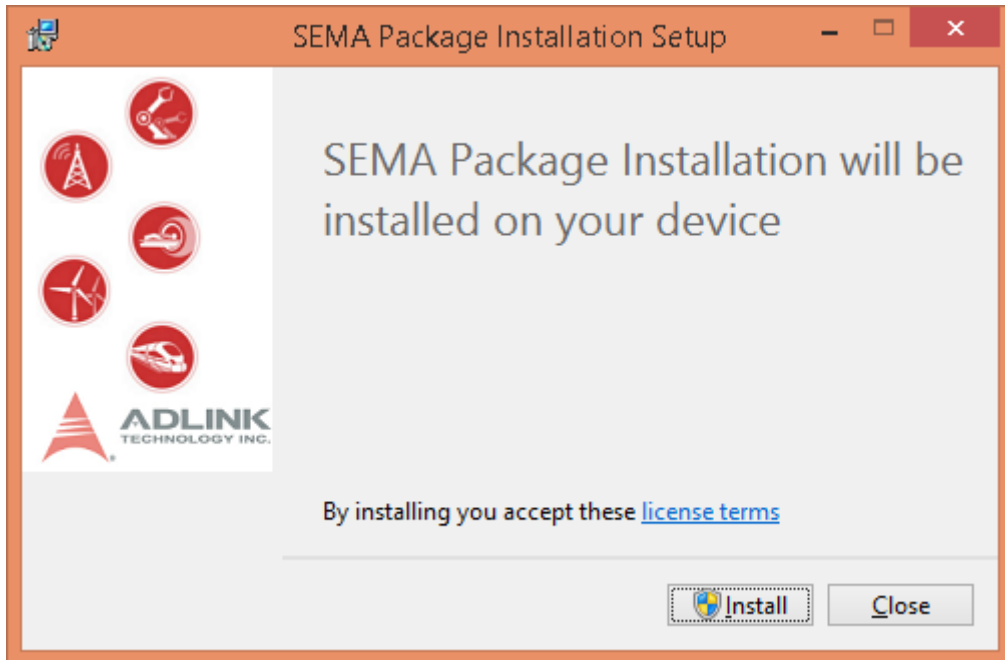 SEMA Package Installation Setup
SEMA Package Installation will be
installed on your device
ADLINK
TECHNOLOGY INC.
By installing you accept these license terms
Install
Close